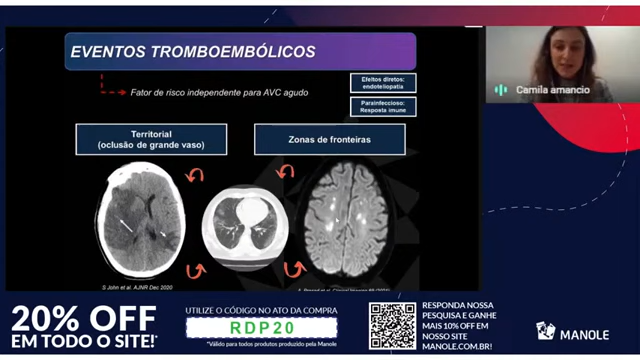 EVENTOS TROMBOEMBÓLICOS
Fator de risco independente para AVC agudo
Efeitos diretos:
endoteliopatia
Parainfeccioso:
Resposta imune
Territorial
(oclusão de grande vaso)
Zonas de fronteiras
S John et al. AJNR Dec 2020
Camila amancio
20% OFF
EM TODO O SITE!*
UTILIZE O CÓDIGO NO ATO DA COMPRA
RDP20
*Válido para todos produtos produzido pela Manole
RESPONDA NOSSA
PESQUISA E GANHE
MAIS 10% OFF EM
NOSSO SITE
MANOLE.COM.BR!
MANOLE